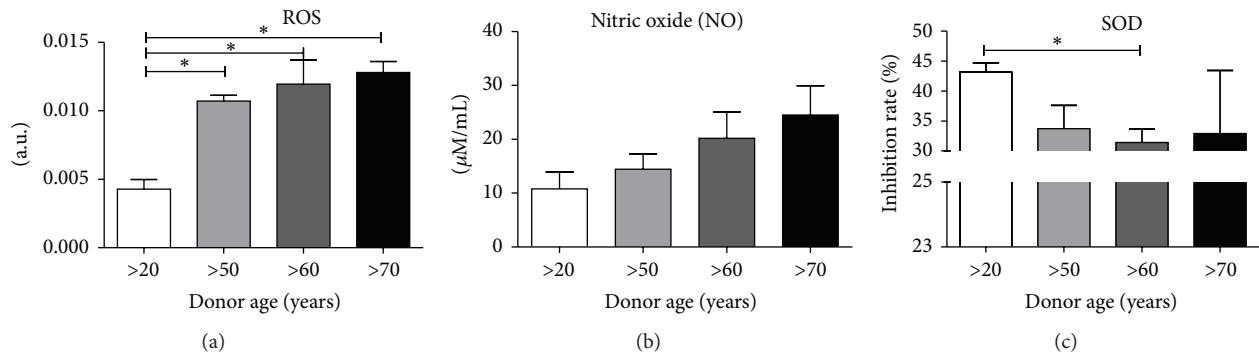 ROS
0.015
0.010
0.005
0.000
(a.u.)
*
*
*
>20
>50
>60
>70
Donor age (years)
(a)
Nitric oxide (NO)
40
30
20
10
0
(μM/mL)
>20
>50
>60
>70
Donor age (years)
(b)
SOD
50
45
40
35
30
25
23
Inhibition rate (%)
*
>20
>50
>60
>70
Donor age (years)
(c)